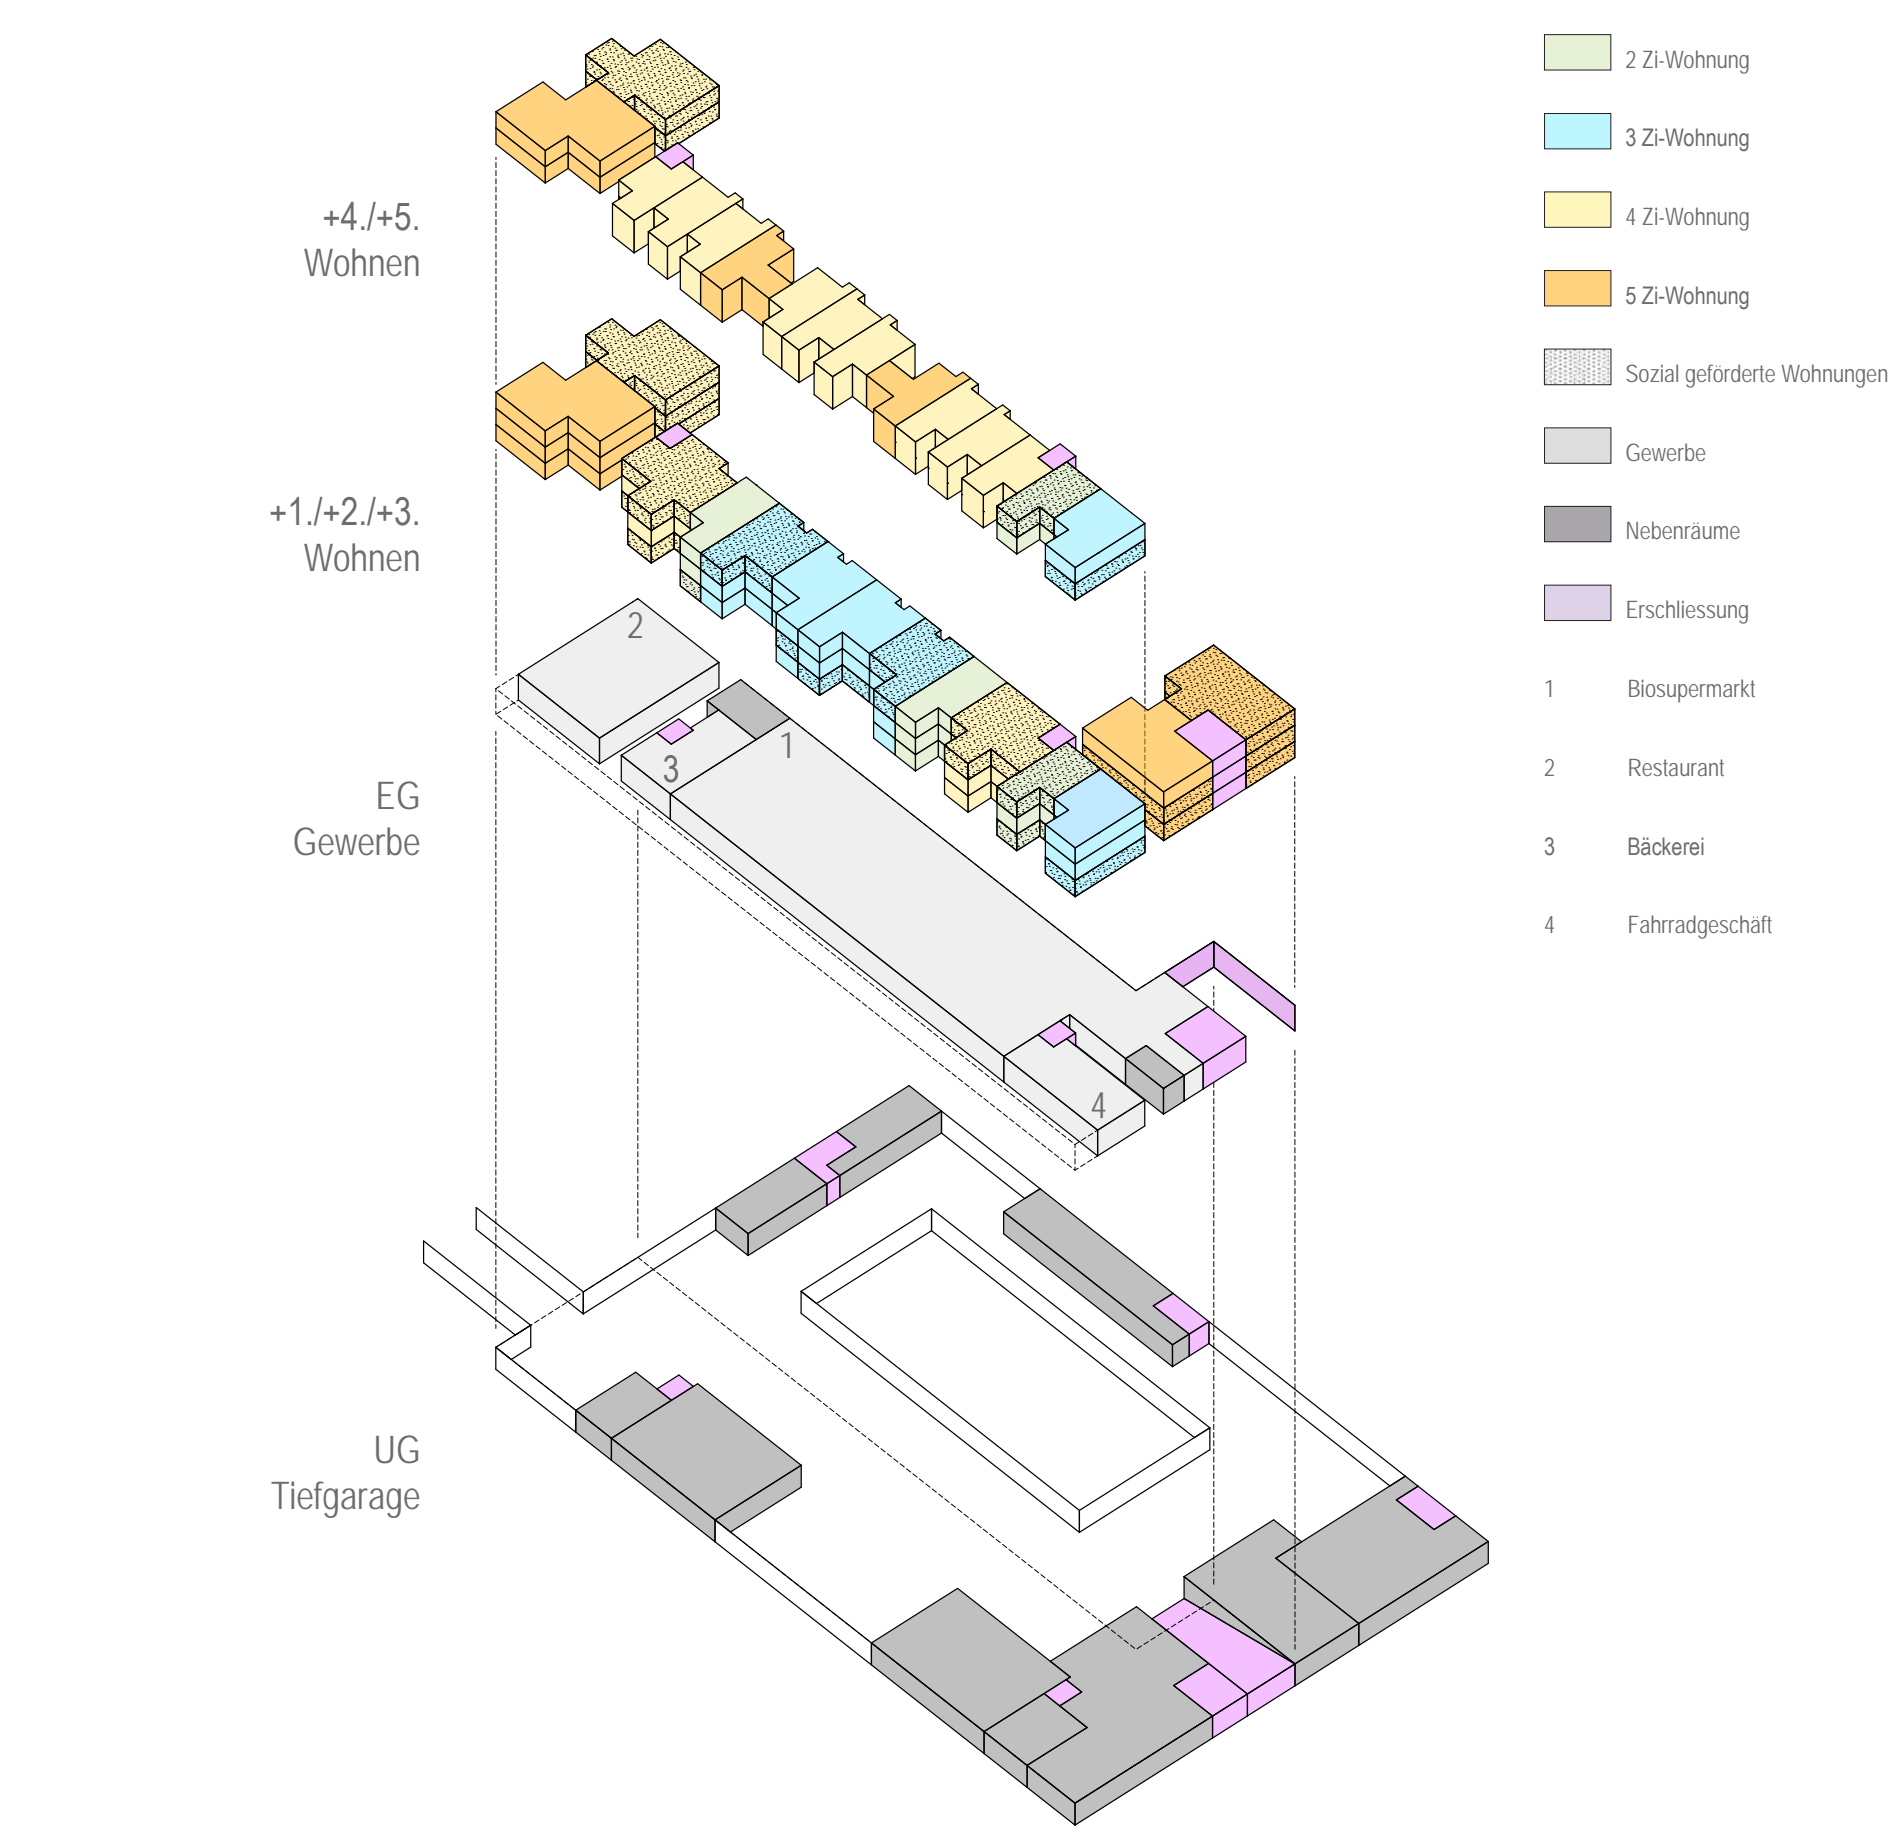 +4./+5.
Wohnen
+1./+2./+3.
Wohnen
EG
Gewerbe
UG
Tiefgarage
2
1
3
4
2 Zi-Wohnung
3 Zi-Wohnung
4 Zi-Wohnung
5 Zi-Wohnung
Sozial geförderte Wohnungen
Gewerbe
Nebenräume
Erschliessung
1 Biosupermarkt
2 Restaurant
3 Bäckerei
4 Fahrradgeschäft